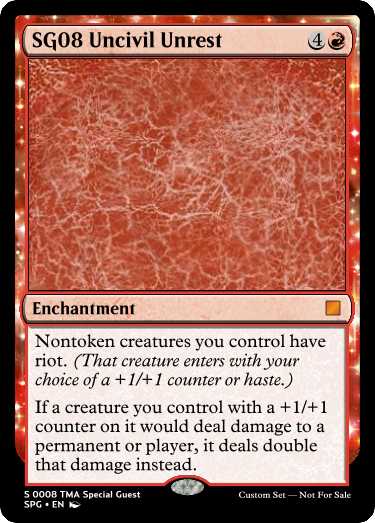 SG08 Uncivil Unrest 4
Enchantment
Nontoken creatures you control have
riot. (That creature enters with your
choice of a +1/+1 counter or haste.)
If a creature you control with a +1/+1
counter on it would deal damage to a
permanent or player, it deals double
that damage instead.
S 0008 TMA Special Guest
SPG • EN
Custom Set — Not For Sale